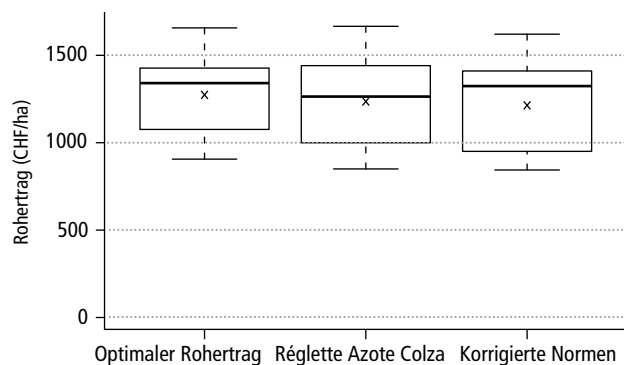 Rohertrag (CHF/ha)
1500
1000
500
0
Optimaler Rohertrag
Réglette Azote Colza
Korrigierte Normen